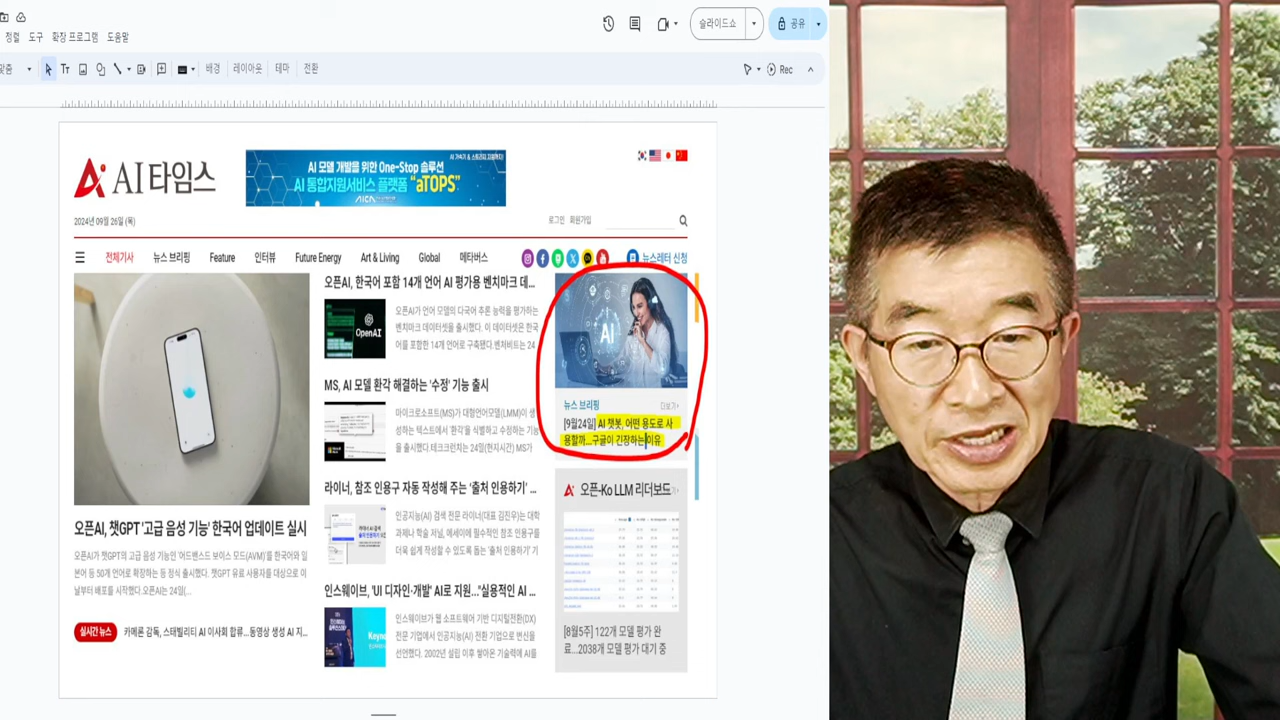 정렬 도구 확장 프로그램 도움말
슬라이드쇼
공유
맞춤
배경 레이아웃 테마 전환
Rec
AI타임스
AI 모델 개발을 위한 One-Stop 솔루션
AI 통합지원서비스 플랫폼 "aTOPS"
AICA
2024년 09월 26일 (목)
로그인 회원가입
전체기사 뉴스 브리핑 Feature 인터뷰 Future Energy Art & Living Global 메타버스
뉴스레터 신청
오픈AI, 챗GPT '고급 음성 기능' 한국어 업데이트 실시
오픈AI가 챗GPT의 고급 음성 기능인 '어드밴스드 보이스 모드(AVM)'를 한국어와 일
본어 등 50개 언어로 확장하는 등 정식 출시했다. 챗GPT 유료 사용자를 대상으로 이
날부터 배포를 시작했다.오픈AI는 24일(...
실시간 뉴스
카메론 감독, 스태빌리티 AI 이사회 합류...동영상 생성 AI 지...
오픈AI, 한국어 포함 14개 언어 AI 평가용 벤치마크 데...
OpenAI
오픈AI가 언어 모델의 다국어 추론 능력을 평가하는
벤치마크 데이터셋을 출시했다. 이 데이타셋은 한국
어를 포함한 14개 언어로 구축됐다.벤처비트는 24
MS, AI 모델 환각 해결하는 '수정' 기능 출시
마이크로소프트(MS)가 대형언어모델(LMM)이 생
성하는 텍스트에서 '환각'을 식별하고 수정하는 기능
을 출시했다.테크크런치는 24일(현지시간) MS가
라이너, 참조 인용구 자동 작성해 주는 '출처 인용하기' ...
인공지능(AI) 검색 전문 라이너(대표 김진우)는 대학
과제나 학술 저널, 에세이에 필수적인 참조 인용구를
더욱 쉽게 작성할 수 있도록 돕는 '출처 인용하기' 기
인스웨이브, 'UI 디자인·개발' AI로 지원..."실용적인 AI ...
인스웨이브가 웹 소프트웨어 기반 디지털전환(DX)
전문 기업에서 인공지능(AI) 전환 기업으로 변신을
선언했다. 2002년 설립 이후 쌓아온 기술력에 AI를
AI
뉴스 브리핑
더보기
[9월24일] AI 챗봇, 어떤 용도로 사
용할까...구글이 긴장하는 이유
오픈-Ko LLM 리더보드
[8월5주] 122개 모델 평가 완
료...2038개 모델 평가 대기 중